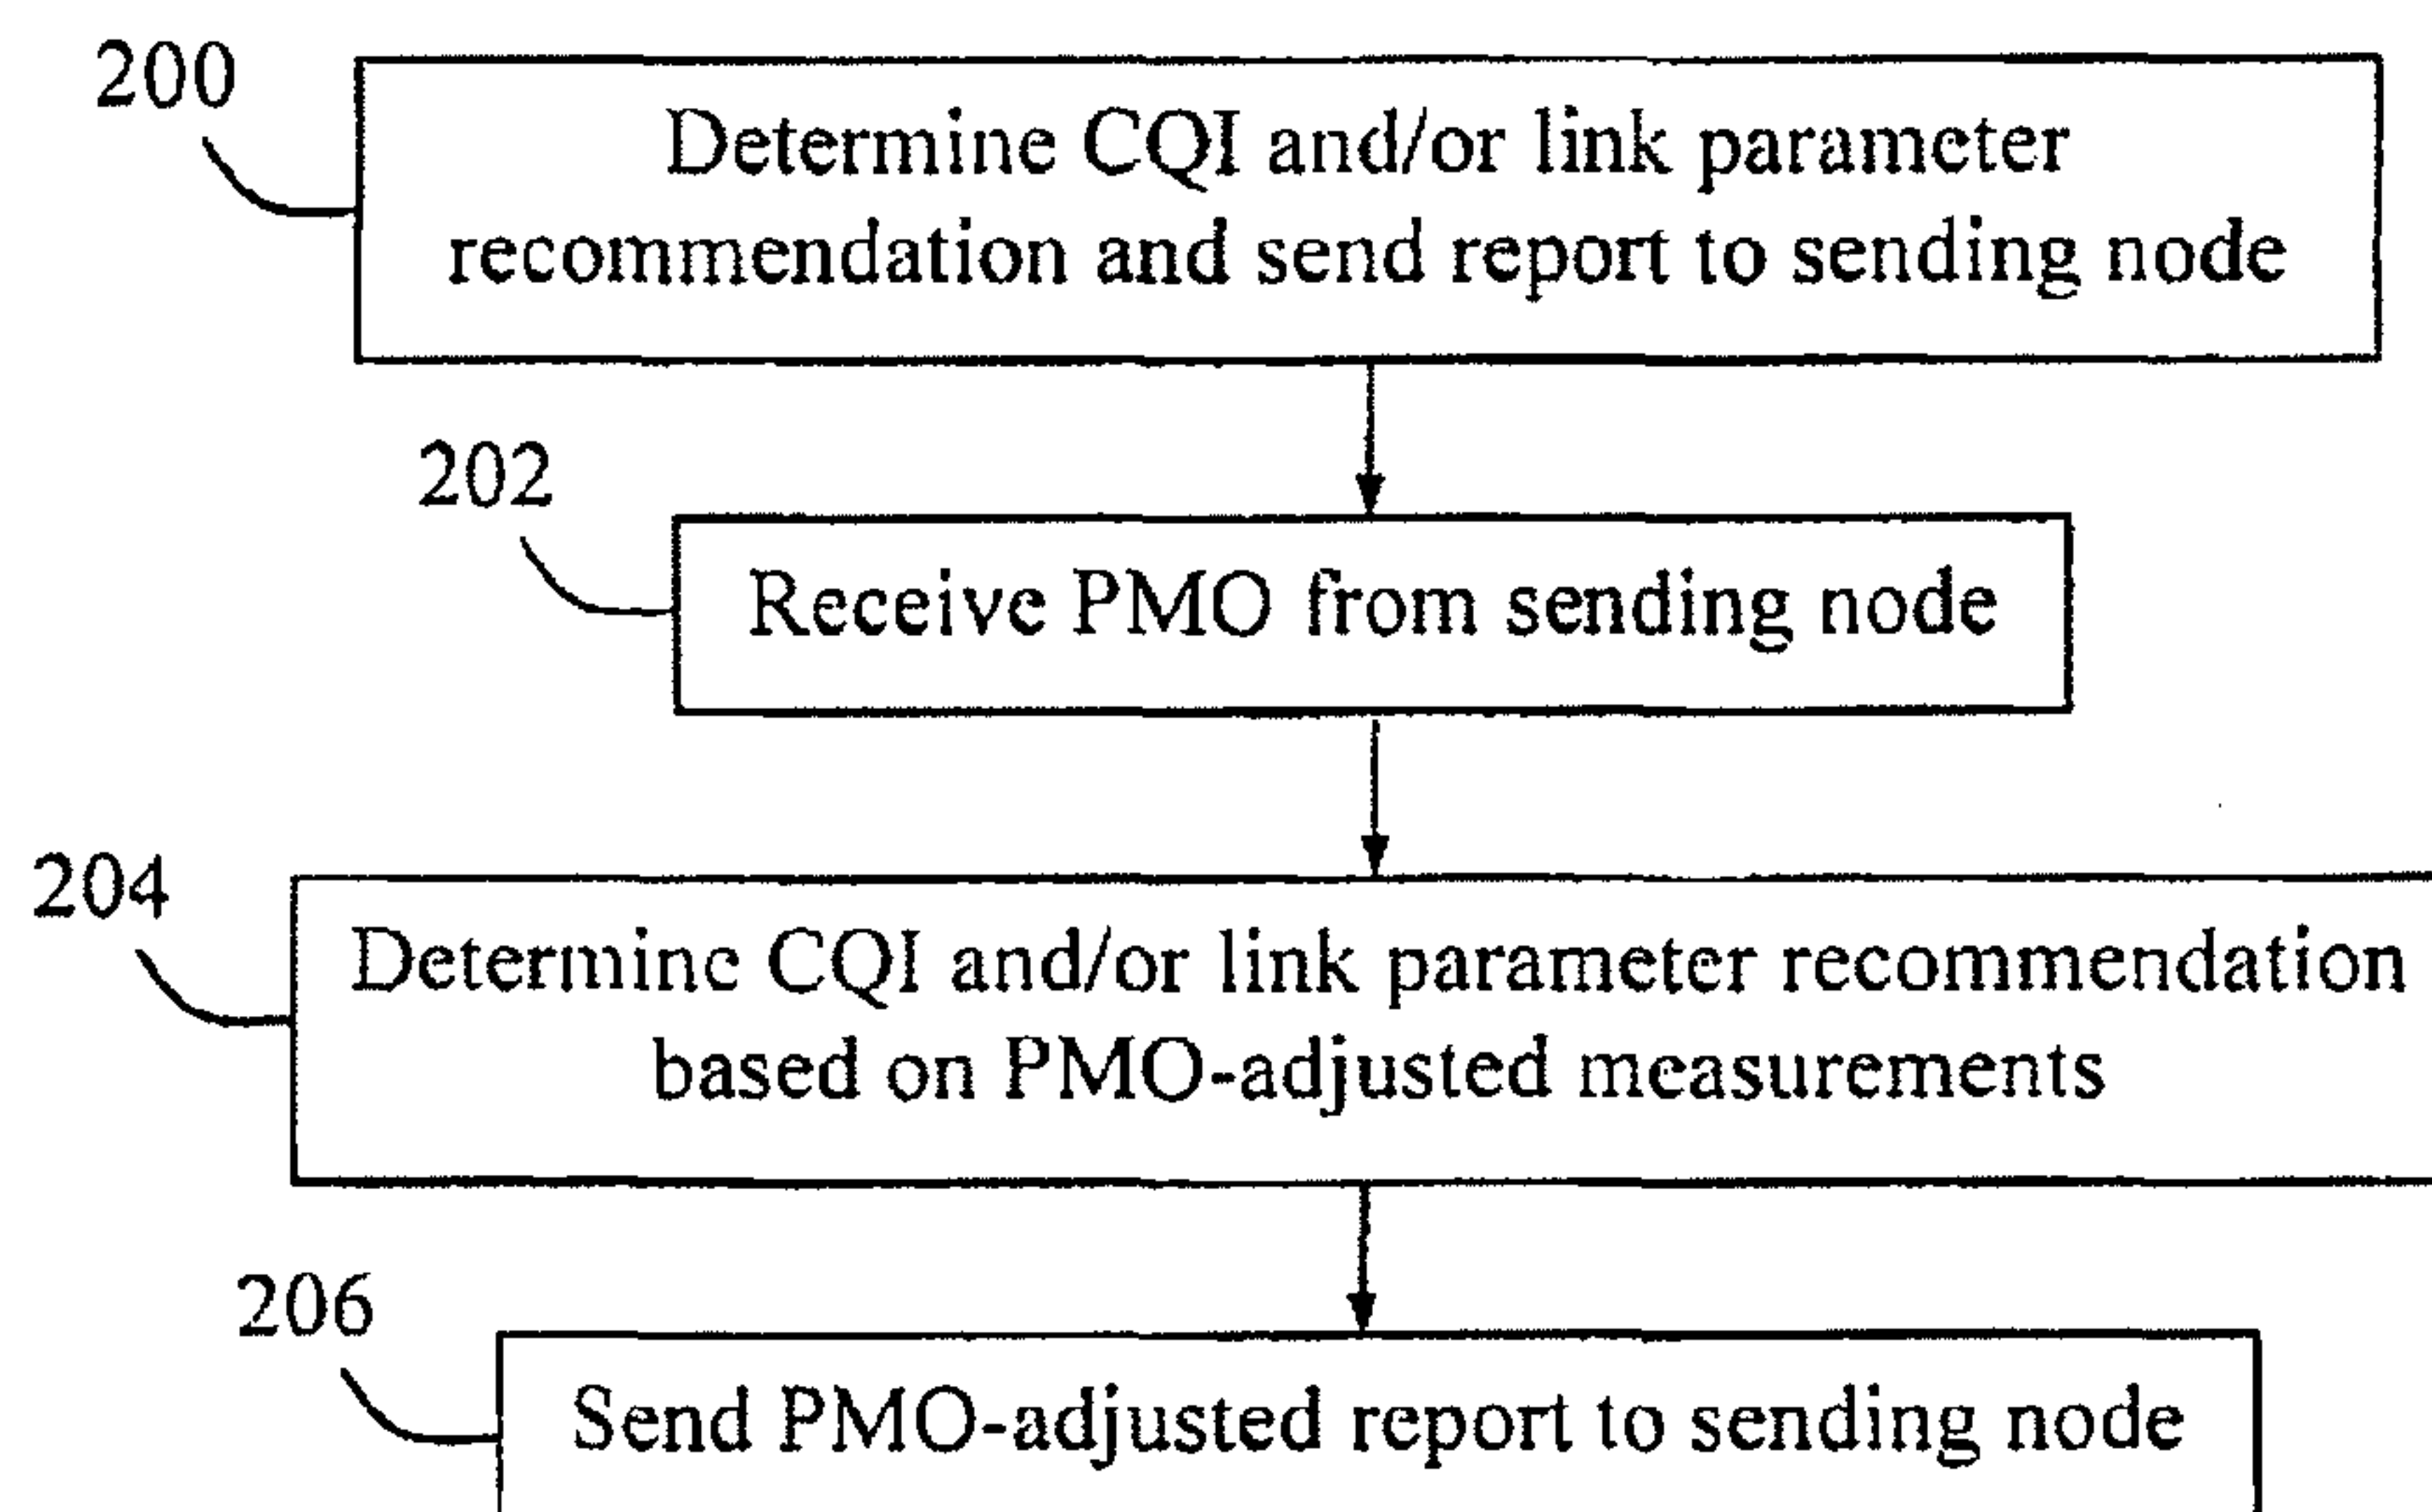 200
Determine CQI and/or link parameter
recommendation and send report to sending node
202
Receive PMO from sending node
204
Determine CQI and/or link parameter recommendation
based on PMO-adjusted measurements
206
Send PMO-adjusted report to sending node